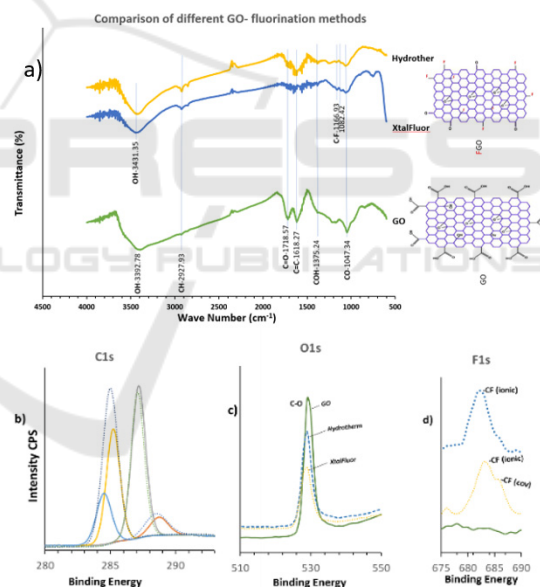 Comparison of different GO- fluorination methods
a)
Transmittance (%)
Hydrother
XtalFluor
GO
OH-3431.35
C-F-1166.93
1082.42
OH-3392.78
CH-2927.93
C=O-1718.57
C=C-1618.27
COH-1375.24
CO-1047.34
FGO
GO
4500 4000 3500 3000 2500 2000 1500 1000 500
Wave Number (cm-1)
PRESS
LOGY PUBLICATIONS
C1s
O1s
F1s
b)
Intensity CPS
280 285 290
Binding Energy
c)
C-O
GO
Hydrotherm
XtalFluor
510 530 550
Binding Energy
d)
CF (ionic)
CF (ionic)
CF (cov)
675 680 685 690
Binding Energy